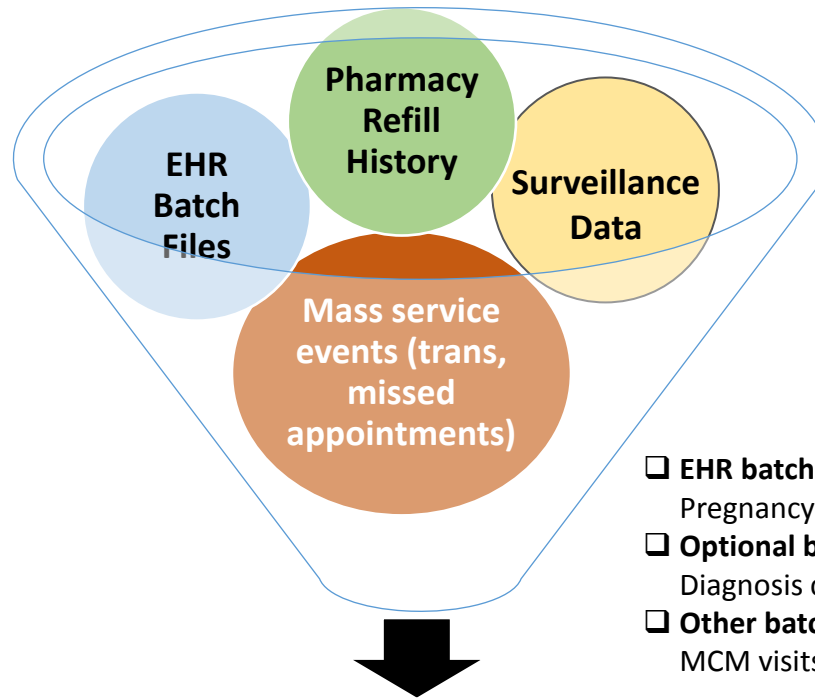 Pharmacy
Refill
History
EHR
Batch
Files
Surveillance
Data
Mass service
events (trans,
missed
appointments)
❑ EHR batch
Pregnancy
❑ Optional b
Diagnosis
❑ Other batc
MCM visits